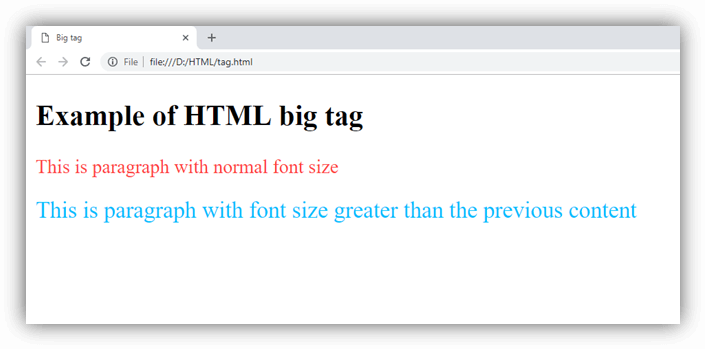 Big tag
File file:///D:/HTML/tag.html
Example of HTML big tag
This is paragraph with normal font size
This is paragraph with font size greater than the previous content